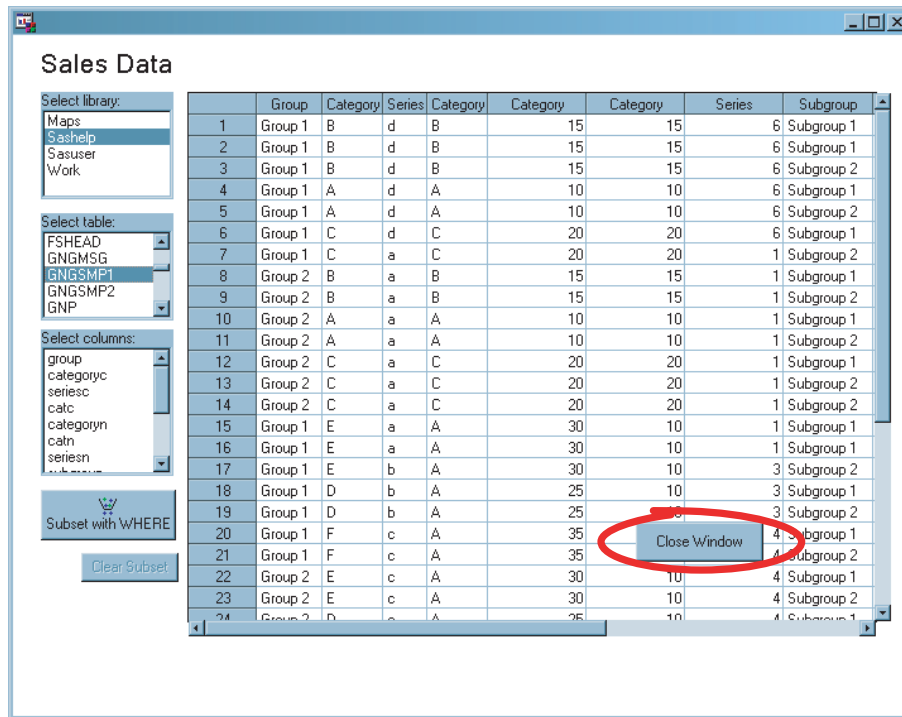 Sales Data
Select library:
Maps
Sashelp
Sasuser
Work
Select table:
FSHEAD
GNGMSG
GNGSMP1
GNGSMP2
GNP
Select columns:
group
categoryc
seriesc
catc
categoryn
catn
seriesn
Subset with WHERE
Clear Subset
Group Category Series Category Category Category Series Subgroup
1 Group 1 B d B 15 15 6 Subgroup 1
2 Group 1 B d B 15 15 6 Subgroup 1
3 Group 1 B d B 15 15 6 Subgroup 2
4 Group 1 A d A 10 10 6 Subgroup 1
5 Group 1 A d A 10 10 6 Subgroup 2
6 Group 1 C d C 20 20 6 Subgroup 1
7 Group 1 C a C 20 20 1 Subgroup 2
8 Group 2 B a B 15 15 1 Subgroup 1
9 Group 2 B a B 15 15 1 Subgroup 2
10 Group 2 A a A 10 10 1 Subgroup 1
11 Group 2 A a A 10 10 1 Subgroup 2
12 Group 2 C a C 20 20 1 Subgroup 1
13 Group 2 C a C 20 20 1 Subgroup 2
14 Group 2 C a C 20 20 1 Subgroup 2
15 Group 1 E a A 30 10 1 Subgroup 1
16 Group 1 E a A 30 10 1 Subgroup 1
17 Group 1 E b A 30 10 3 Subgroup 2
18 Group 1 D b A 25 10 3 Subgroup 1
19 Group 1 D b A 25 3 Subgroup 2
20 Group 1 F c A 35 4 Subgroup 1
21 Group 1 F c A 35 4 Subgroup 2
22 Group 2 E c A 30 10 4 Subgroup 1
23 Group 2 E c A 30 10 4 Subgroup 2
24 Group 2 D c A 25 10 4 Subgroup 1
Close Window